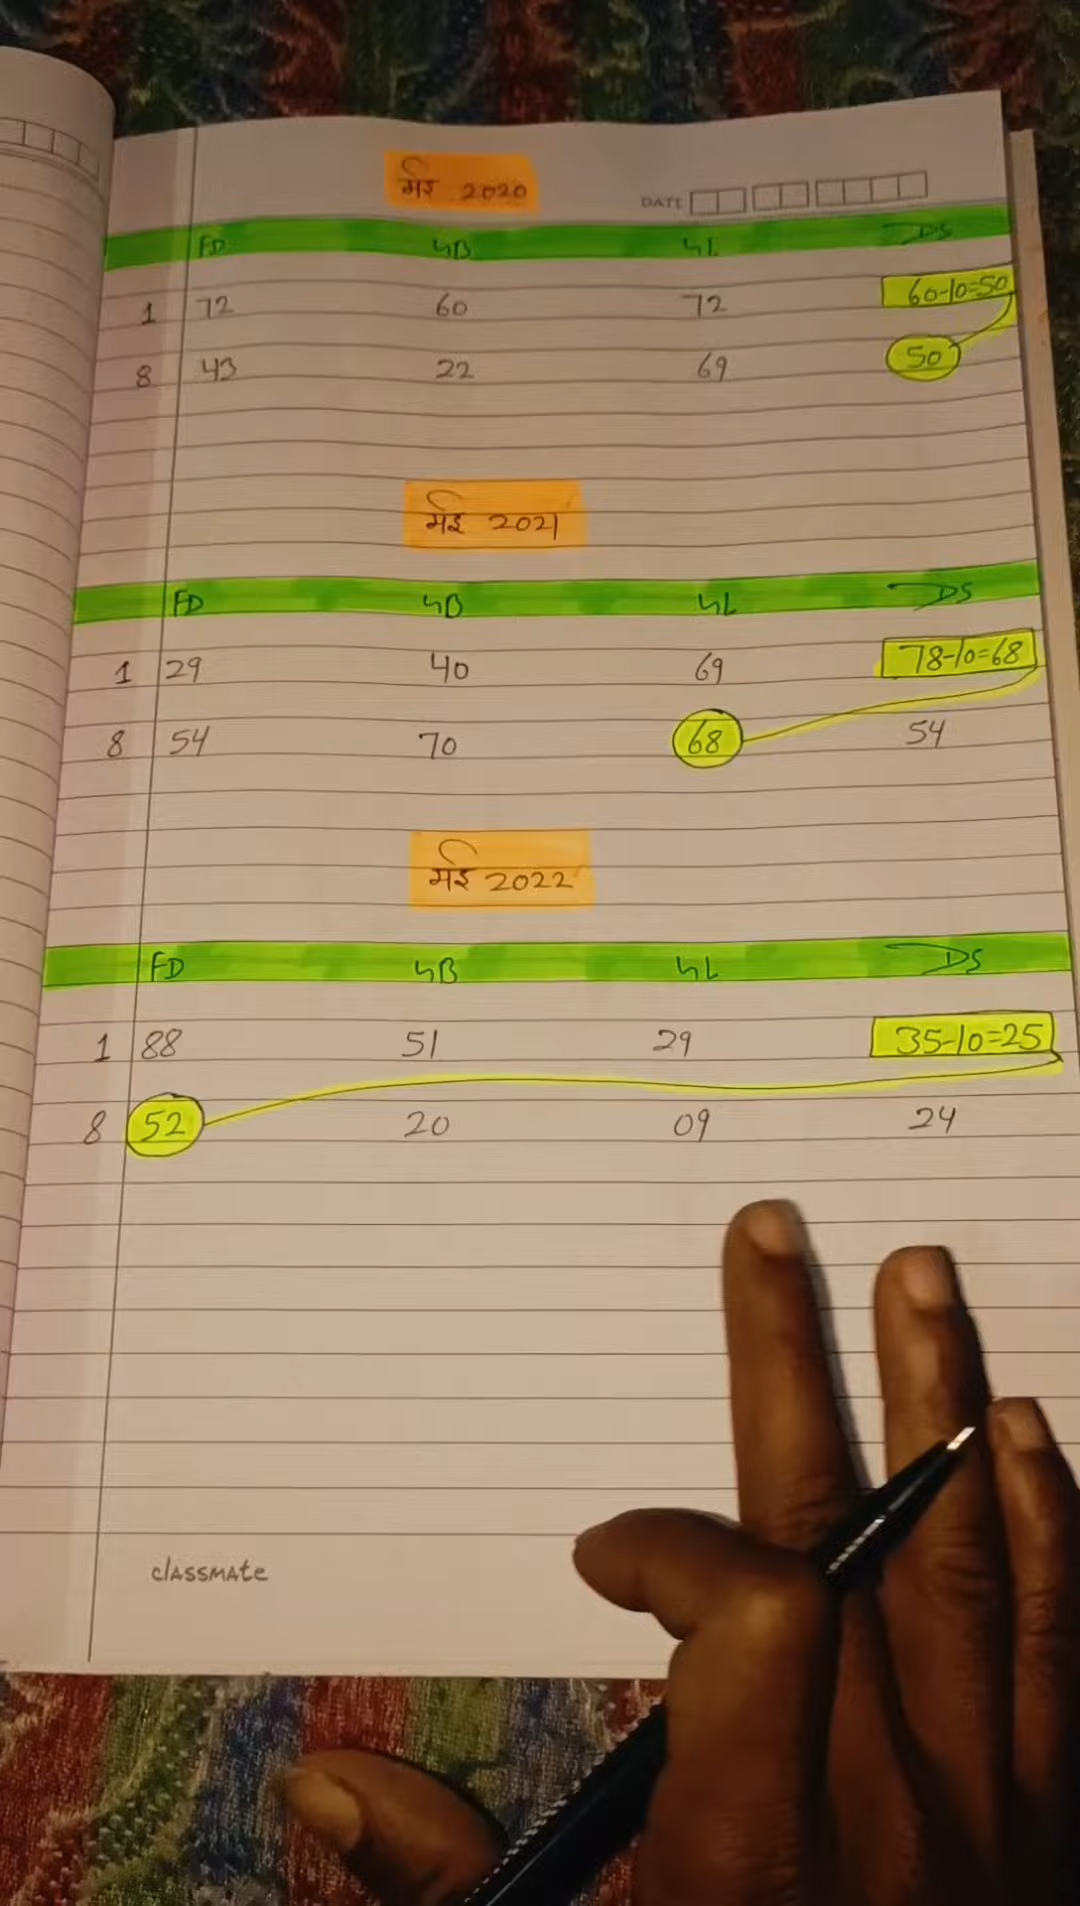 मई 2020
DATE
FD GB GL DS
1 72 60 72 60-10=50
8 43 22 69 50
मई 2021
FD GB GL DS
1 29 40 69 78-10=68
8 54 70 68 54
मई 2022
FD GB GL DS
1 88 51 29 35-10=25
8 52 20 09 24
classmate